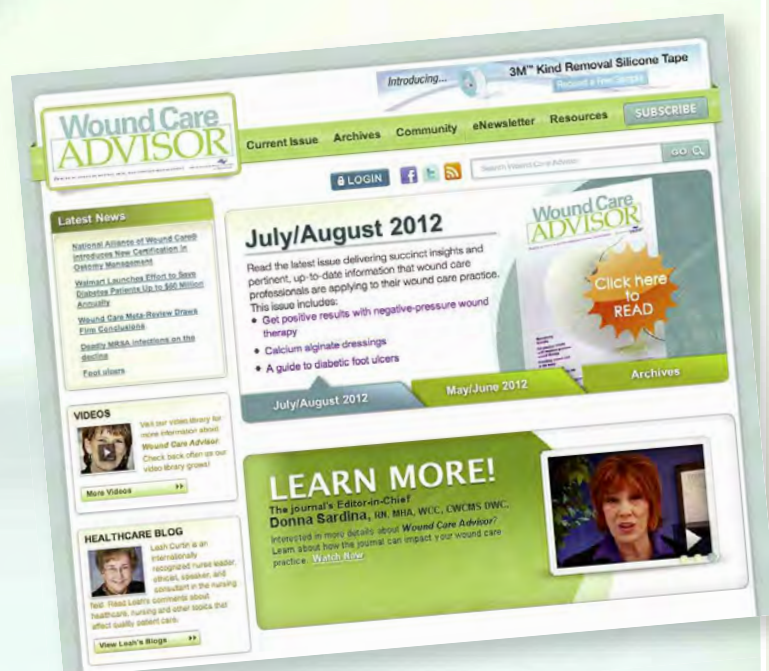 Introducing...
3M™ Kind Removal Silicone Tape
Request a Free Sample
Wound Care
ADVISOR
Current Issue
Archives
Community
eNewsletter
Resources
SUBSCRIBE
LOGIN
Search Wound Care Advisor
GO
Latest News
National Alliance of Wound Care®
Introduces New Certification in
Ostomy Management
Walmart Launches Effort to Save
Diabetes Patients Up to $60 Million
Annually
Wound Care Meta-Review Draws
Firm Conclusions
Deadly MRSA infections on the
decline
Foot ulcers
July/August 2012
Read the latest issue delivering succinct insights and
pertinent, up-to-date information that wound care
professionals are applying to their wound care practice.
This issue includes:
• Get positive results with negative-pressure wound
therapy
• Calcium alginate dressings
• A guide to diabetic foot ulcers
Wound Care
ADVISOR
Click here
to
READ
July/August 2012
May/June 2012
Archives
VIDEOS
Visit our video library for
more information about
Wound Care Advisor.
Check back often as our
video library grows!
More Videos
LEARN MORE!
The journal's Editor-in-Chief
Donna Sardina, RN, MHA, WCC, CWCMS DWC,
Interested in more details about Wound Care Advisor?
Learn about how the journal can impact your wound care
practice. Watch Now
HEALTHCARE BLOG
Leah Curtin is an
internationally
recognized nurse leader,
ethicist, speaker, and
consultant in the nursing
field. Read Leah's comments about
healthcare, nursing and other topics that
affect quality patient care.
View Leah's Blogs